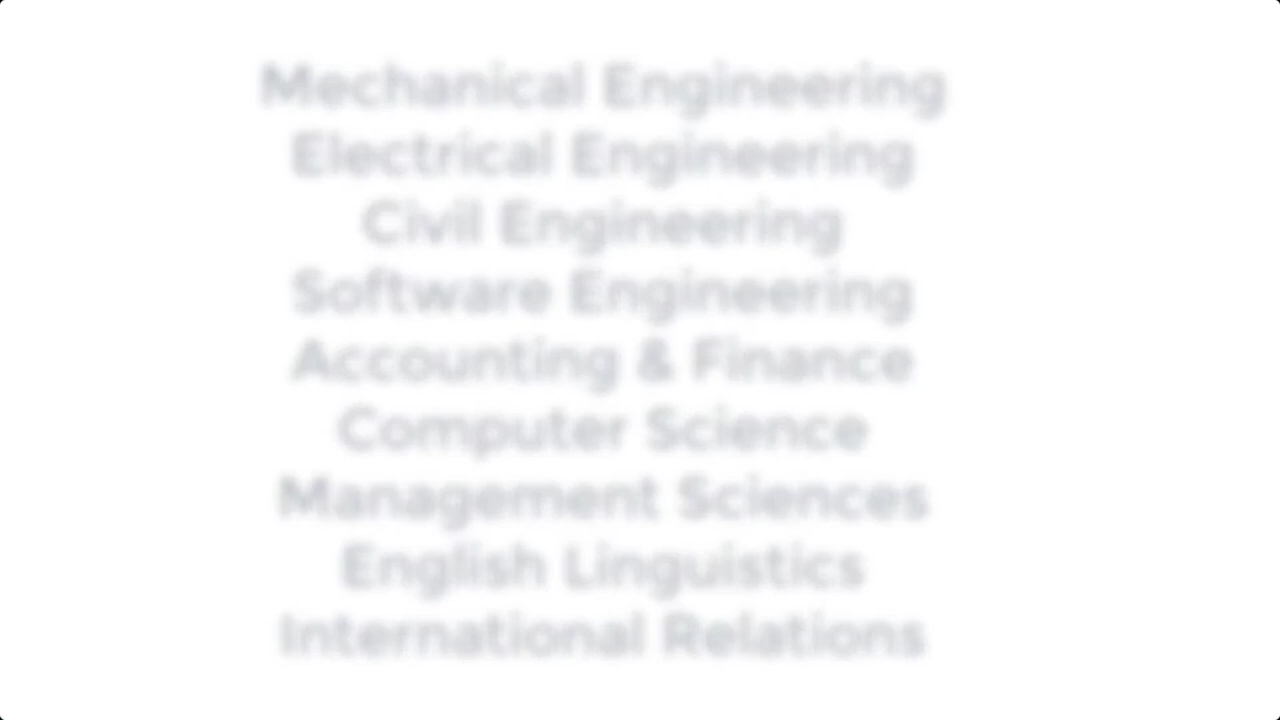 Mechanical Engineering
Electrical Engineering
Civil Engineering
Software Engineering
Accounting & Finance
Computer Science
Management Sciences
English Linguistics
International Relations